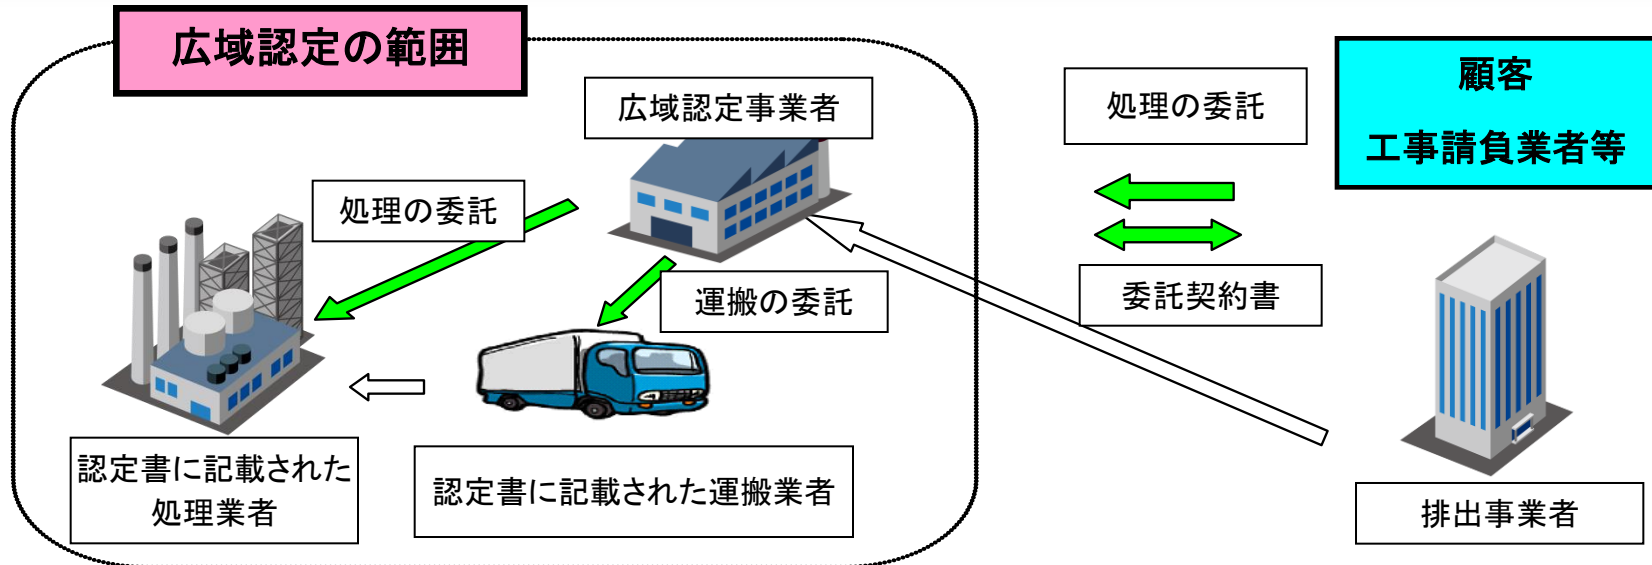 広域認定の範囲
広域認定事業者
処理の委託
顧客
工事請負業者等
処理の委託
運搬の委託
委託契約書
認定書に記載された
処理業者
認定書に記載された運搬業者
排出事業者